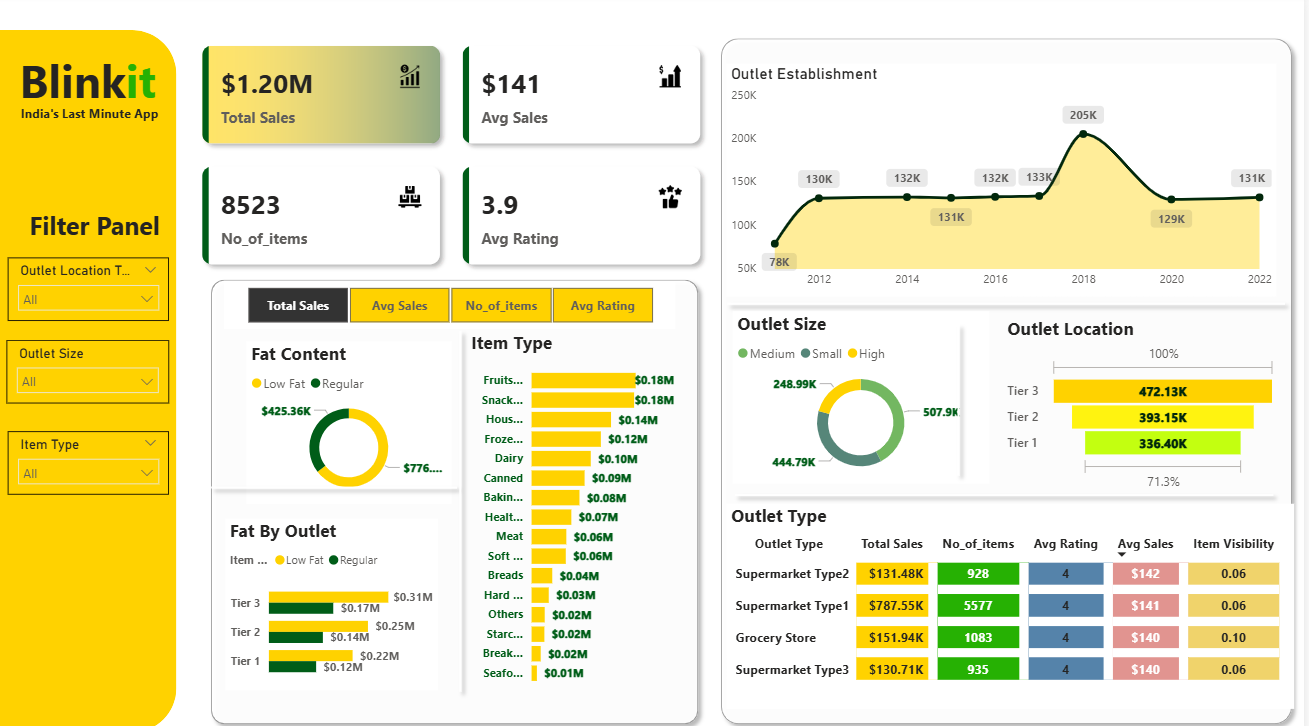 Blinkit
India's Last Minute App
Filter Panel
Outlet Location T...
All
Outlet Size
All
Item Type
All
$1.20M
Total Sales
$141
Avg Sales
8523
No_of_items
3.9
Avg Rating
Total Sales Avg Sales No_of_items Avg Rating
Fat Content
Low Fat Regular
$425.36K
$776....
Fat By Outlet
Item ... Low Fat Regular
Tier 3 $0.31M
$0.17M
Tier 2 $0.25M
$0.14M
Tier 1 $0.22M
$0.12M
Item Type
Fruits... $0.18M
Snack... $0.18M
Hous... $0.14M
Froze... $0.12M
Dairy $0.10M
Canned $0.09M
Bakin... $0.08M
Healt... $0.07M
Meat $0.06M
Soft ... $0.06M
Breads $0.04M
Hard ... $0.03M
Others $0.02M
Starc... $0.02M
Break... $0.02M
Seafo... $0.01M
Outlet Establishment
250K
200K
150K
100K
50K
78K
130K
132K
131K
132K
133K
205K
129K
131K
2012 2014 2016 2018 2020 2022
Outlet Size
Medium Small High
248.99K
507.9K
444.79K
Outlet Location
100%
Tier 3 472.13K
Tier 2 393.15K
Tier 1 336.40K
71.3%
Outlet Type
Outlet Type Total Sales No_of_items Avg Rating Avg Sales Item Visibility
Supermarket Type2 $131.48K 928 4 $142 0.06
Supermarket Type1 $787.55K 5577 4 $141 0.06
Grocery Store $151.94K 1083 4 $140 0.10
Supermarket Type3 $130.71K 935 4 $140 0.06